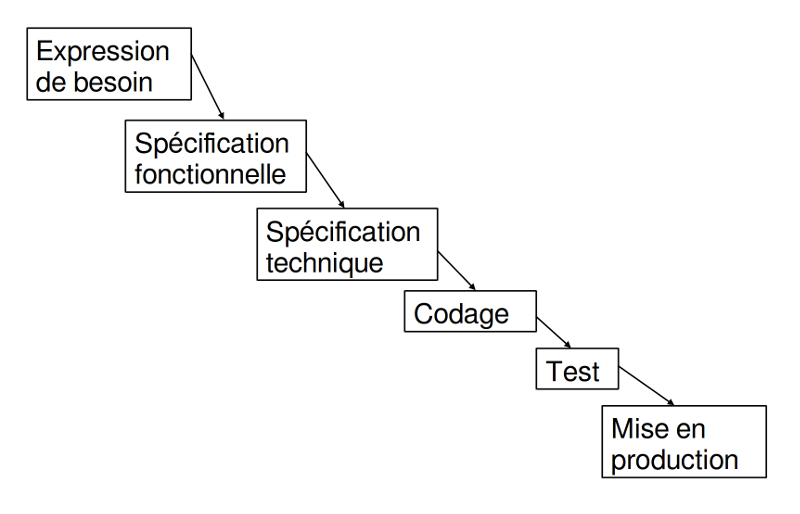 Expression
de besoin
Spécification
fonctionnelle
Spécification
technique
Codage
Test
Mise en
production